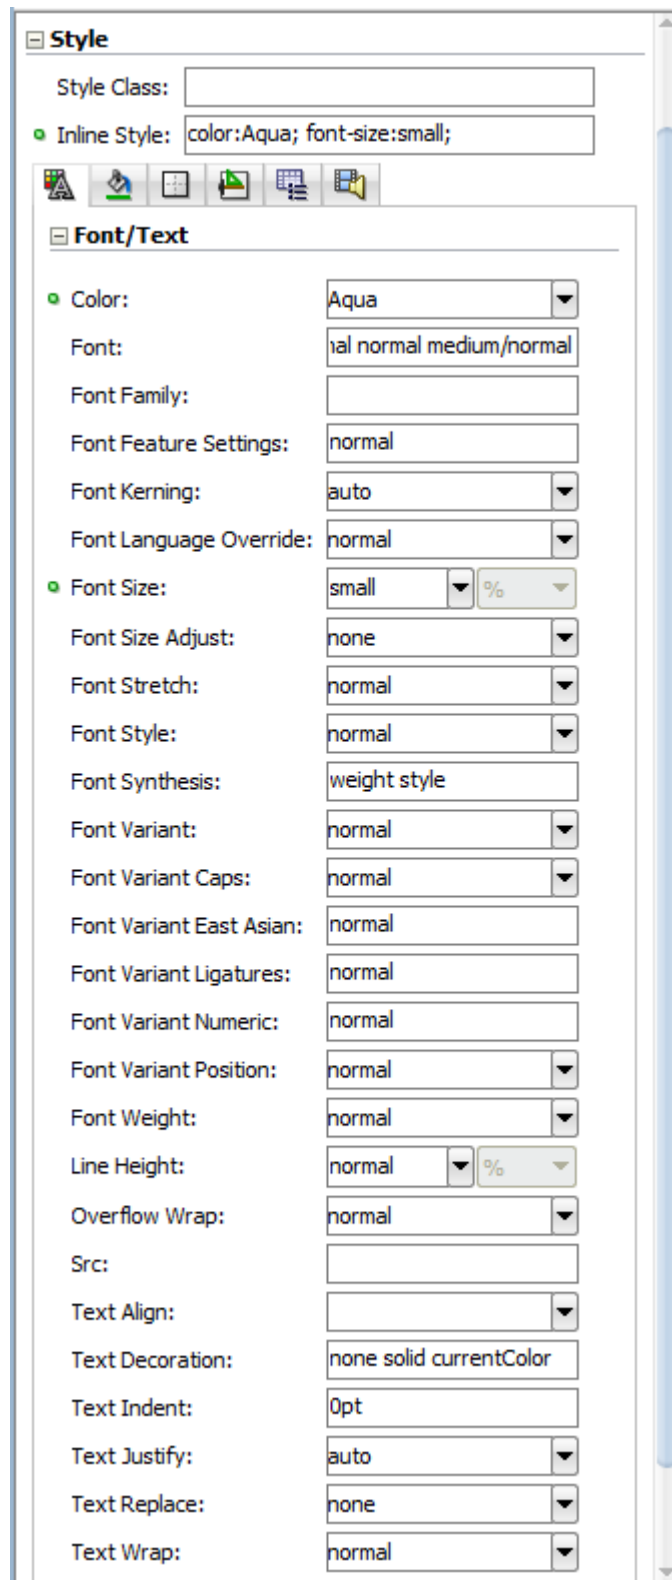 Style
Style Class:
Inline Style: color:Aqua; font-size:small;
Font/Text
Color: Aqua
Font: nal normal medium/normal
Font Family:
Font Feature Settings: normal
Font Kerning: auto
Font Language Override: normal
Font Size: small %
Font Size Adjust: none
Font Stretch: normal
Font Style: normal
Font Synthesis: weight style
Font Variant: normal
Font Variant Caps: normal
Font Variant East Asian: normal
Font Variant Ligatures: normal
Font Variant Numeric: normal
Font Variant Position: normal
Font Weight: normal
Line Height: normal %
Overflow Wrap: normal
Src:
Text Align:
Text Decoration: none solid currentColor
Text Indent: 0pt
Text Justify: auto
Text Replace: none
Text Wrap: normal